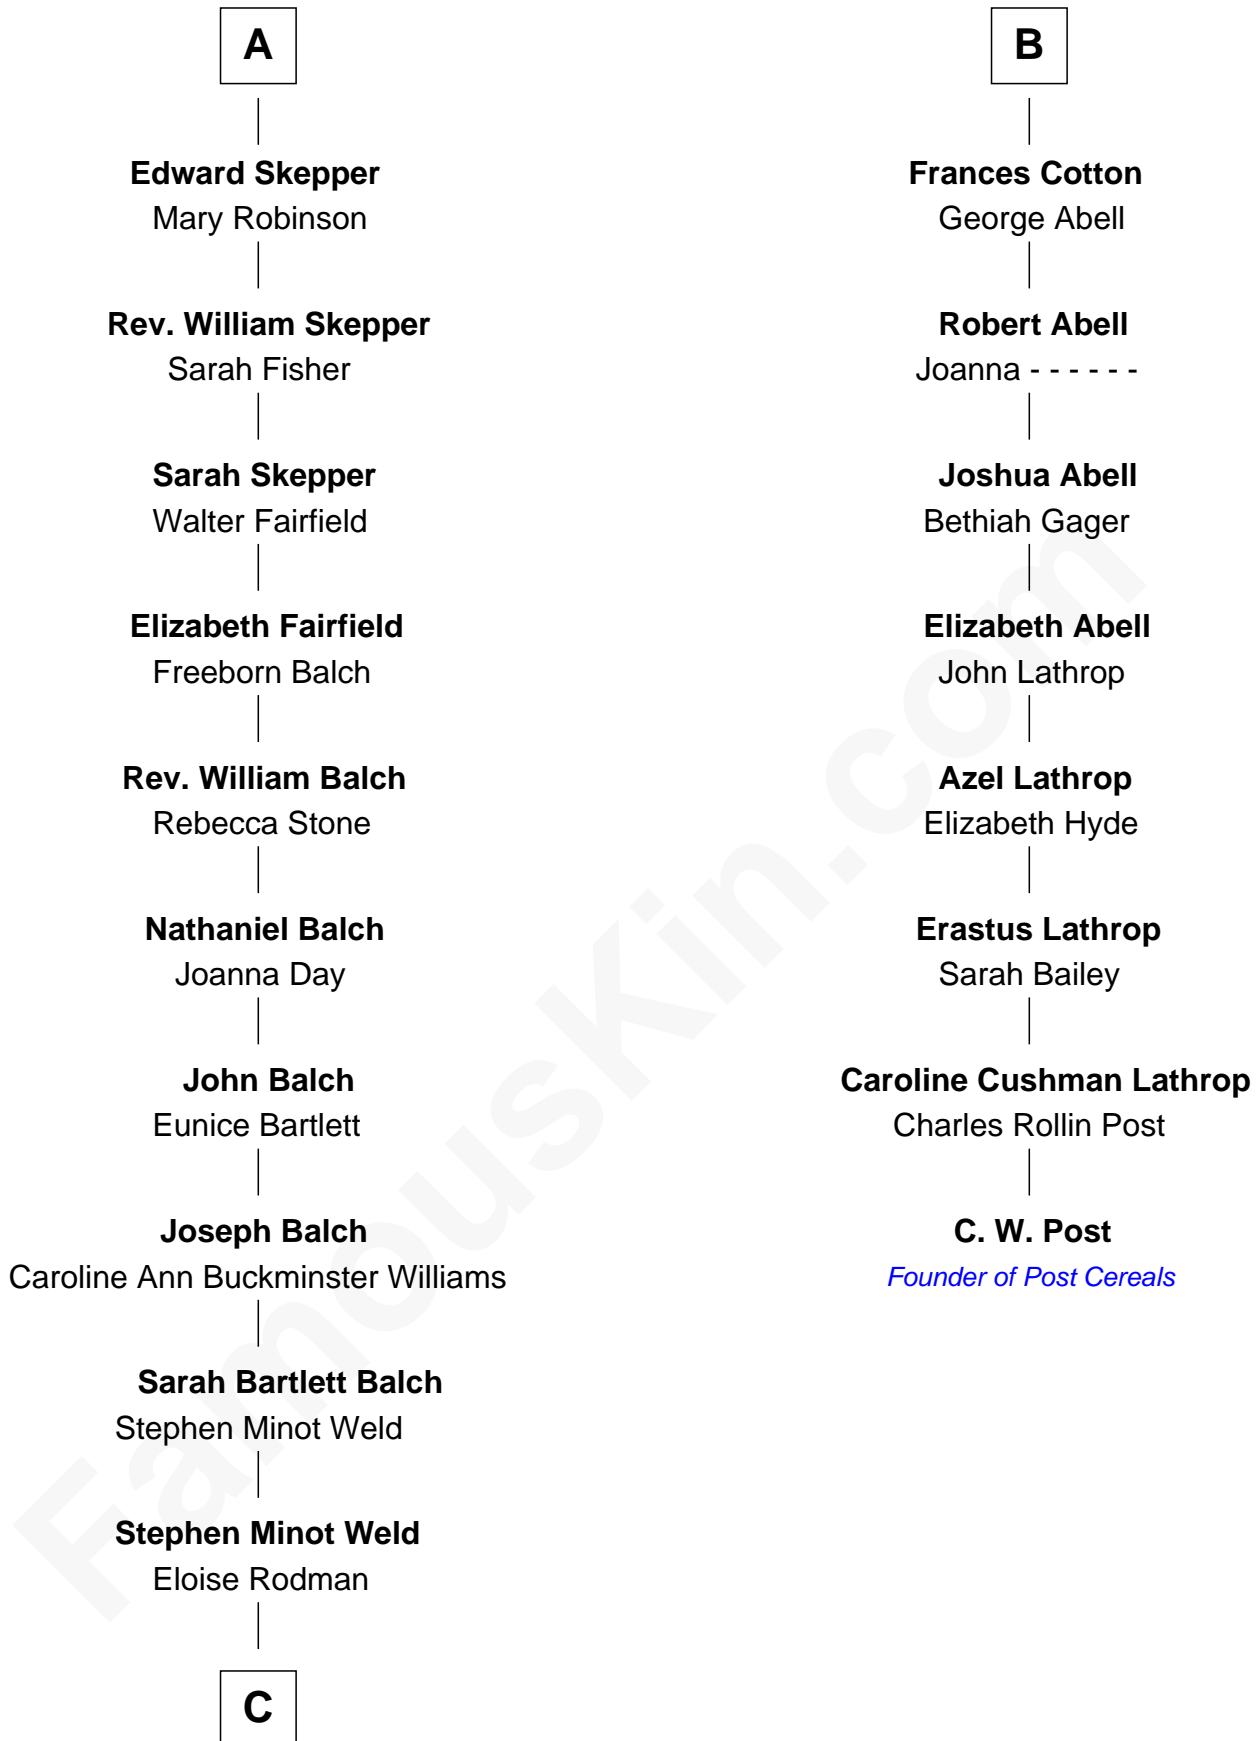 A
Edward Skepper
Mary Robinson
Rev. William Skepper
Sarah Fisher
Sarah Skepper
Walter Fairfield
Elizabeth Fairfield
Freeborn Balch
Rev. William Balch
Rebecca Stone
Nathaniel Balch
Joanna Day
John Balch
Eunice Bartlett
Joseph Balch
Caroline Ann Buckminster Williams
Sarah Bartlett Balch
Stephen Minot Weld
Stephen Minot Weld
Eloise Rodman
C
B
Frances Cotton
George Abell
Robert Abell
Joanna - - - - - -
Joshua Abell
Bethiah Gager
Elizabeth Abell
John Lathrop
Azel Lathrop
Elizabeth Hyde
Erastus Lathrop
Sarah Bailey
Caroline Cushman Lathrop
Charles Rollin Post
C. W. Post
Founder of Post Cereals
FamousKin.com